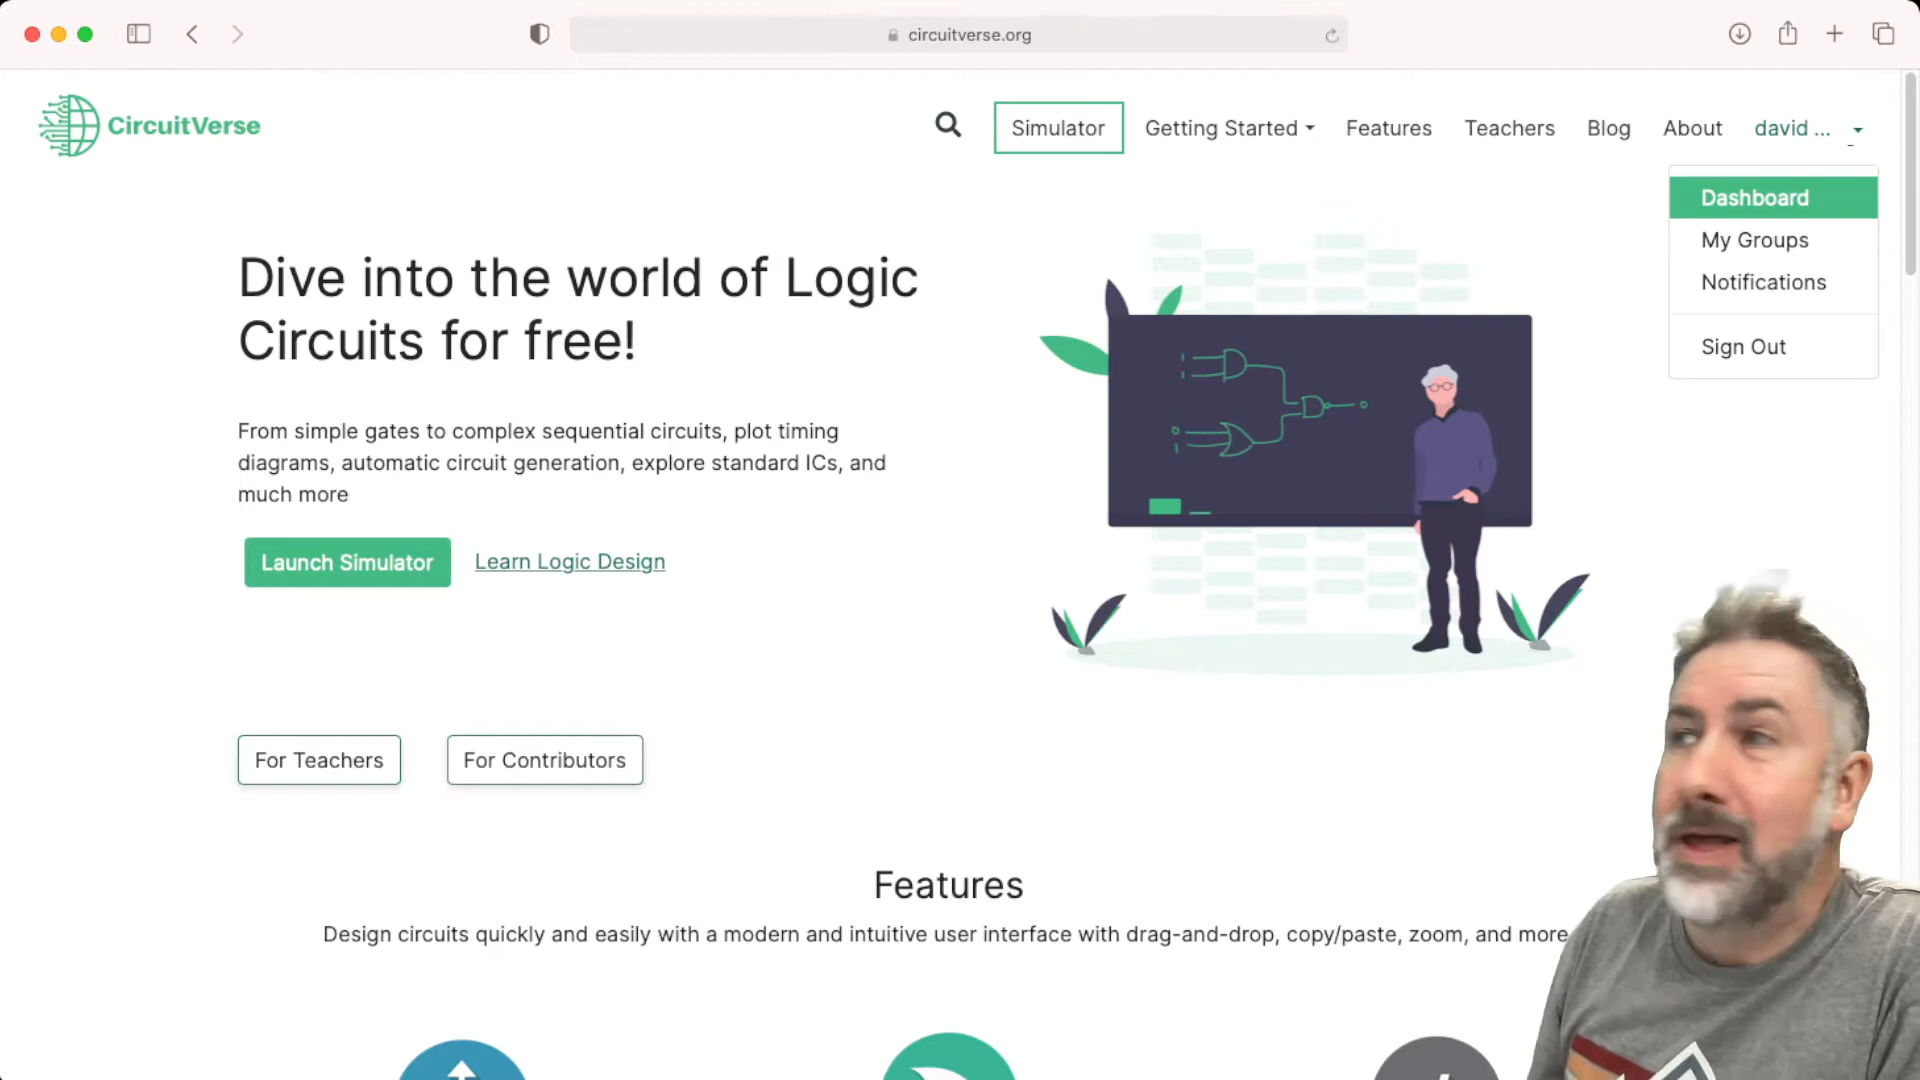 circuitverse.org
CircuitVerse
Simulator
Getting Started
Features
Teachers
Blog
About
david ...
Dashboard
My Groups
Notifications
Sign Out
Dive into the world of Logic
Circuits for free!
From simple gates to complex sequential circuits, plot timing
diagrams, automatic circuit generation, explore standard ICs, and
much more
Launch Simulator
Learn Logic Design
For Teachers
For Contributors
Features
Design circuits quickly and easily with a modern and intuitive user interface with drag-and-drop, copy/paste, zoom, and more